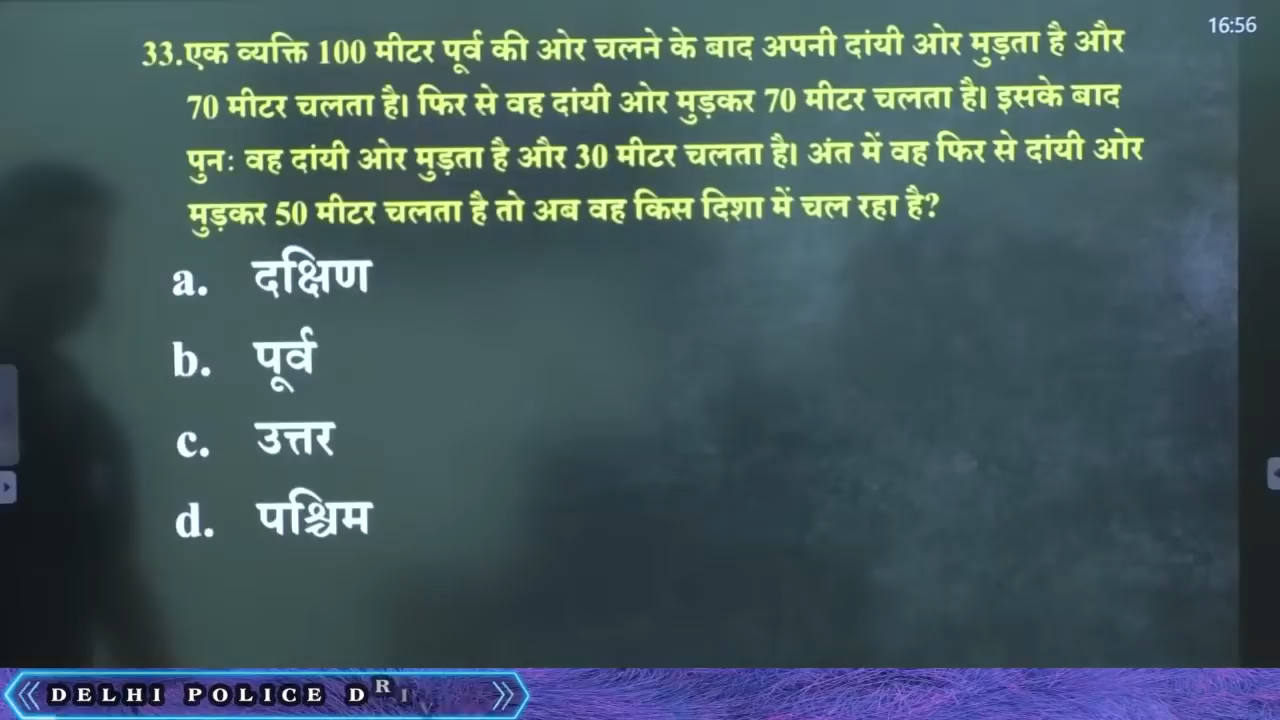 16:56
33.एक व्यक्ति 100 मीटर पूर्व की ओर चलने के बाद अपनी दांयी ओर मुड़ता है और
70 मीटर चलता है। फिर से वह दांयी ओर मुड़कर 70 मीटर चलता है। इसके बाद
पुनः वह दांयी ओर मुड़ता है और 30 मीटर चलता है। अंत में वह फिर से दांयी ओर
मुड़कर 50 मीटर चलता है तो अब वह किस दिशा में चल रहा है?
a. दक्षिण
b. पूर्व
c. उत्तर
d. पश्चिम
DELHI POLICE DRIV